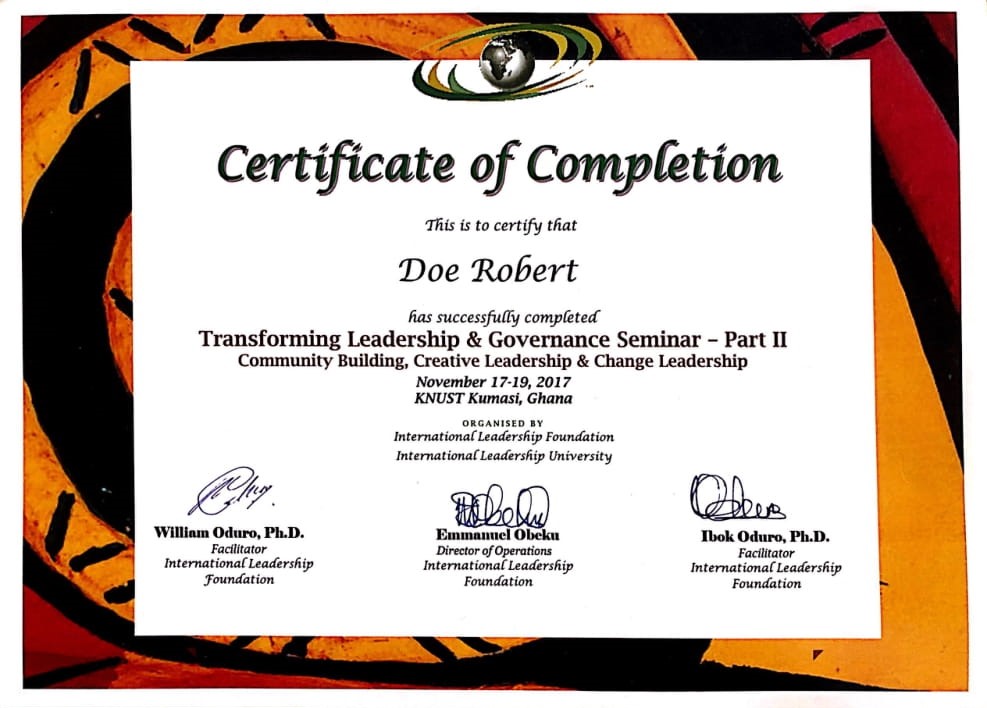 Certificate of Completion
This is to certify that
Doe Robert
has successfully completed
Transforming Leadership & Governance Seminar – Part II
Community Building, Creative Leadership & Change Leadership
November 17-19, 2017
KNUST Kumasi, Ghana
ORGANISED BY
International Leadership Foundation
International Leadership University
William Oduro, Ph.D.
Facilitator
International Leadership
Foundation
Emmanuel Obeku
Director of Operations
International Leadership
Foundation
Ibok Oduro, Ph.D.
Facilitator
International Leadership
Foundation